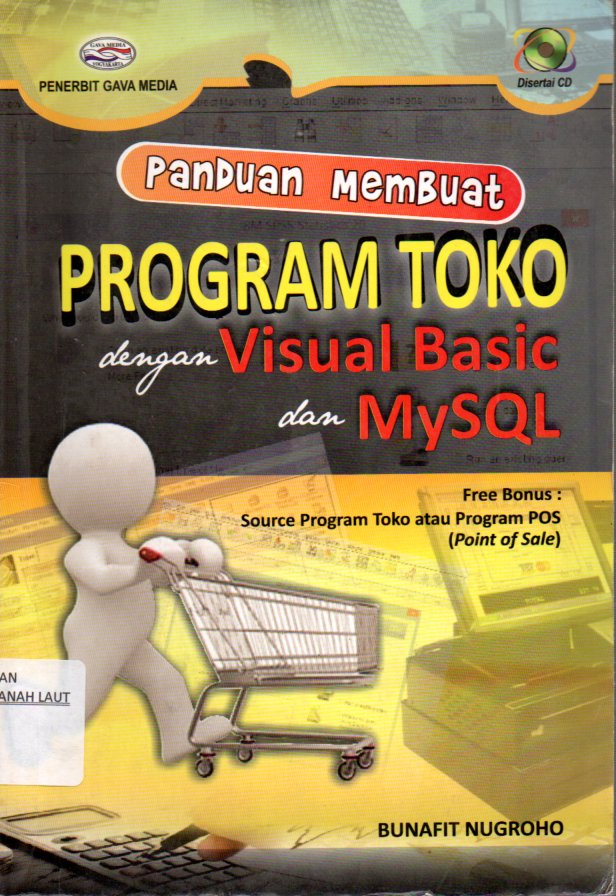 GAVA MEDIA
YOGYAKARTA
PENERBIT GAVA MEDIA
Disertai CD
Panduan Membuat
PROGRAM TOKO
dengan Visual Basic
dan MySQL
Free Bonus :
Source Program Toko atau Program POS
(Point of Sale)
AN
ANAH LAUT
BUNAFIT NUGROHO